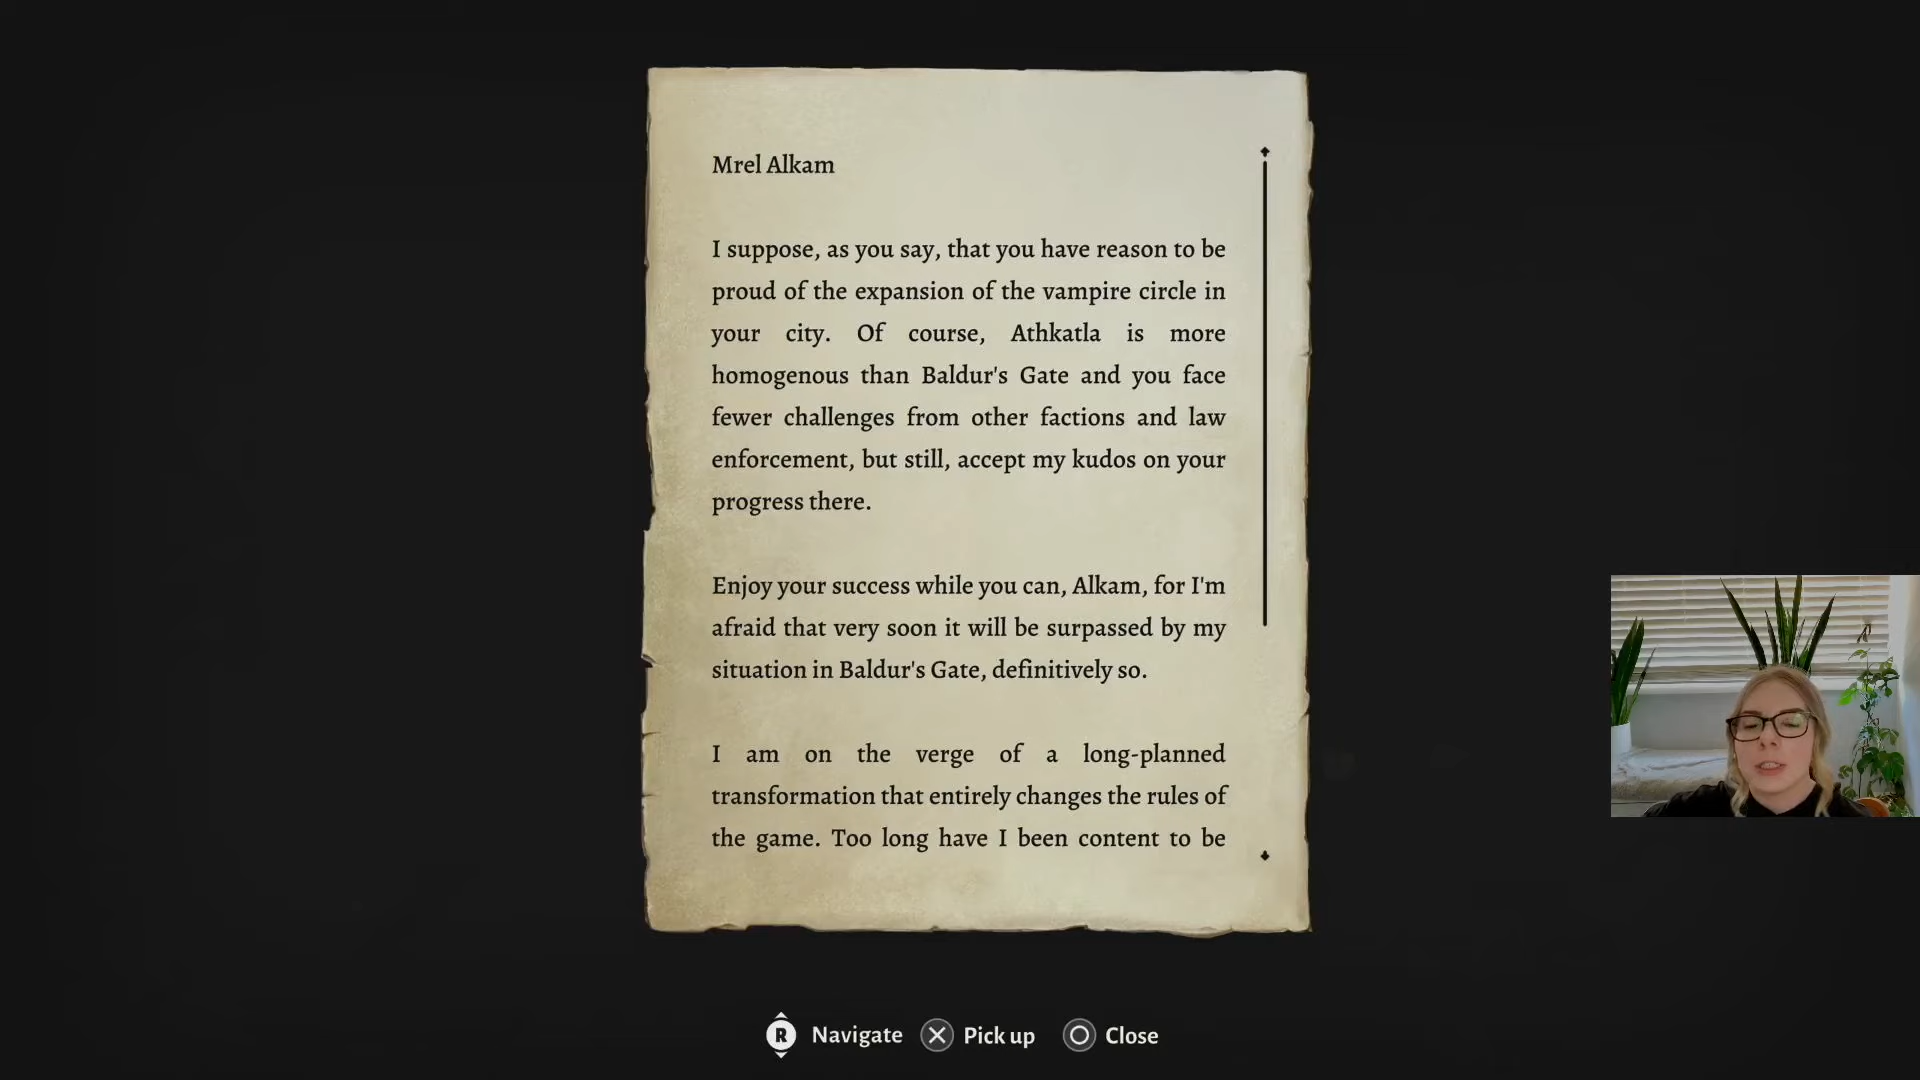 Mrel Alkam
I suppose, as you say, that you have reason to be
proud of the expansion of the vampire circle in
your city. Of course, Athkatla is more
homogenous than Baldur's Gate and you face
fewer challenges from other factions and law
enforcement, but still, accept my kudos on your
progress there.
Enjoy your success while you can, Alkam, for I'm
afraid that very soon it will be surpassed by my
situation in Baldur's Gate, definitively so.
I am on the verge of a long-planned
transformation that entirely changes the rules of
the game. Too long have I been content to be
R Navigate Pick up Close